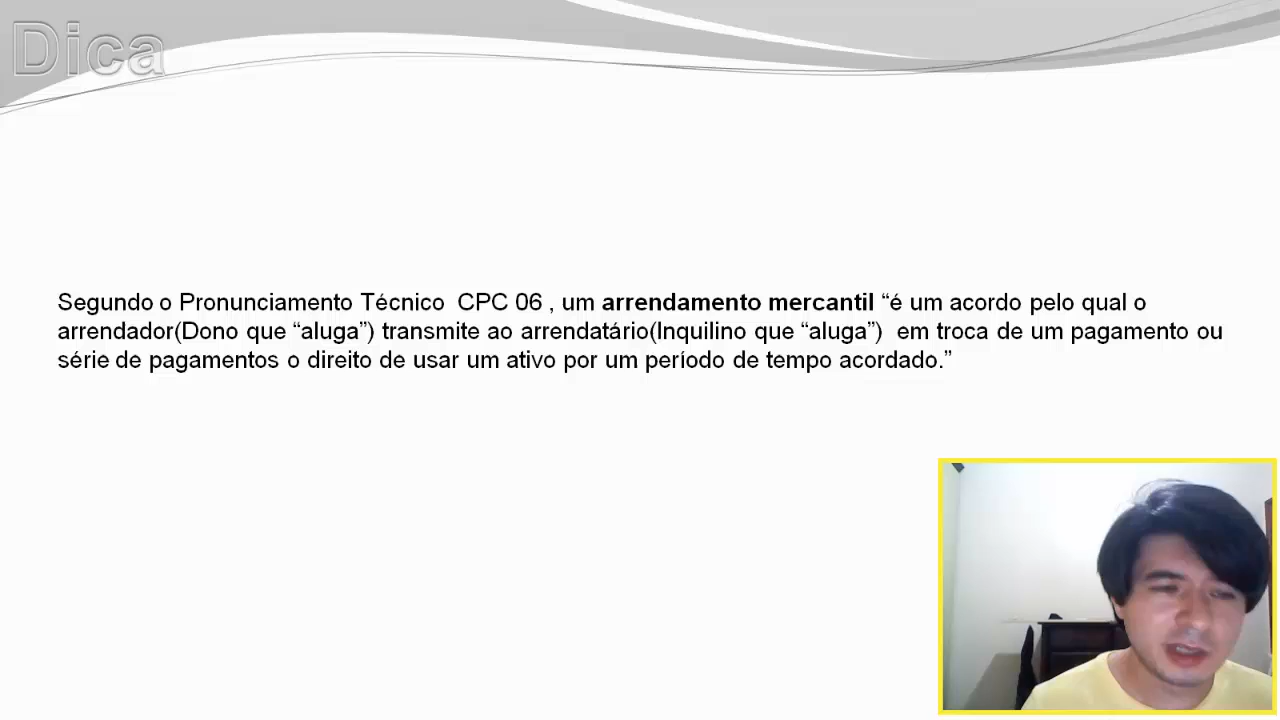 Dica
Segundo o Pronunciamento Técnico  CPC 06 , um arrendamento mercantil “é um acordo pelo qual o
arrendador(Dono que “aluga”) transmite ao arrendatário(Inquilino que “aluga”)  em troca de um pagamento ou
série de pagamentos o direito de usar um ativo por um período de tempo acordado.”